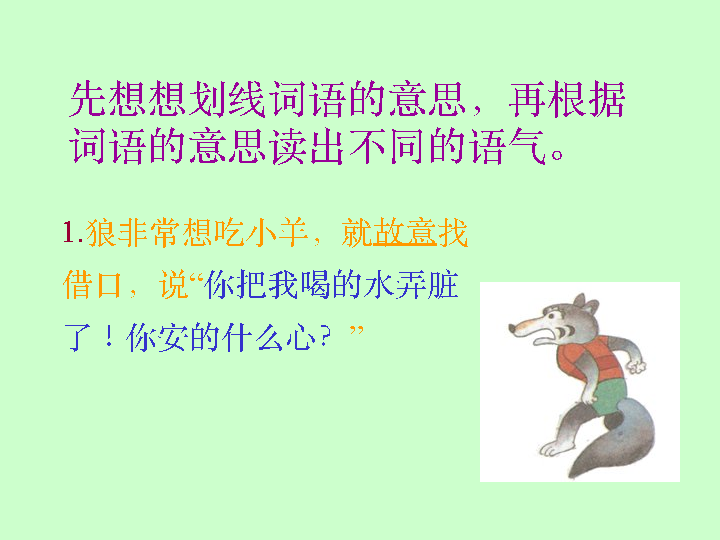 先想想划线词语的意思，再根据
词语的意思读出不同的语气。
1.狼非常想吃小羊，就故意找
借口，说“你把我喝的水弄脏
了！你安的什么心？”